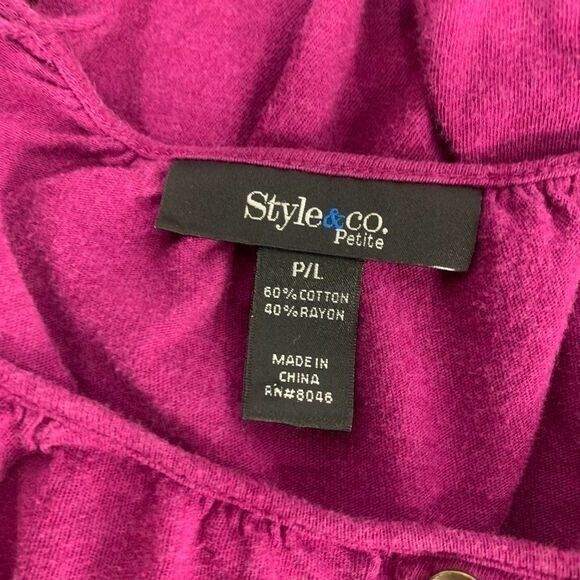 Style&co.
Petite
P/L
60%COTTON
40%RAYON
MADE IN
CHINA
RN#8046